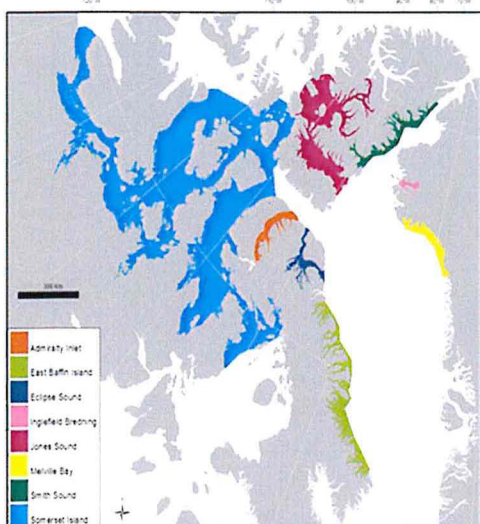 Admiralty Inlet
East Baffin Island
Eclipse Sound
Inglefield Bredning
Jones Sound
Melville Bay
Smith Sound
Somerset Island